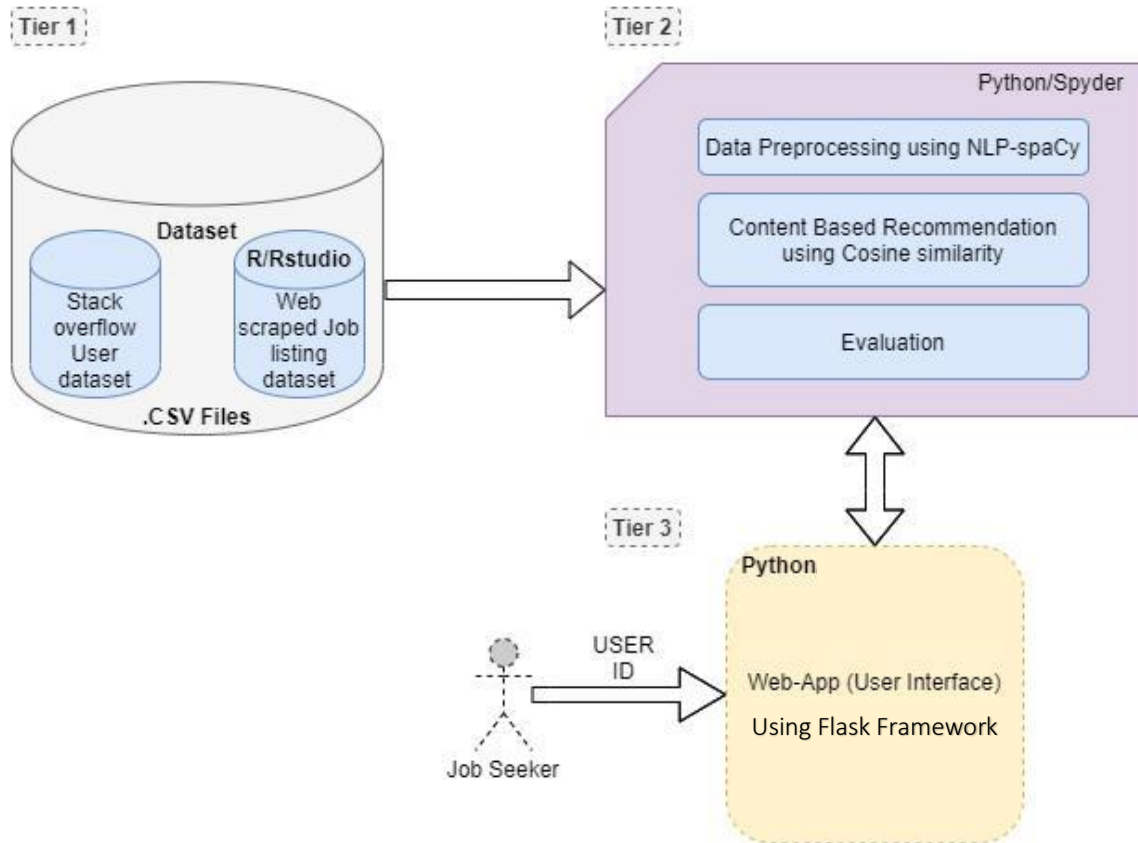 Tier 1
Dataset
Stack
overflow
User
dataset
R/Rstudio
Web
scraped Job
listing
dataset
.CSV Files
Tier 2
Python/Spyder
Data Preprocessing using NLP-spaCy
Content Based Recommendation
using Cosine similarity
Evaluation
Tier 3
Python
Web-App (User Interface)
Using Flask Framework
USER
ID
Job Seeker